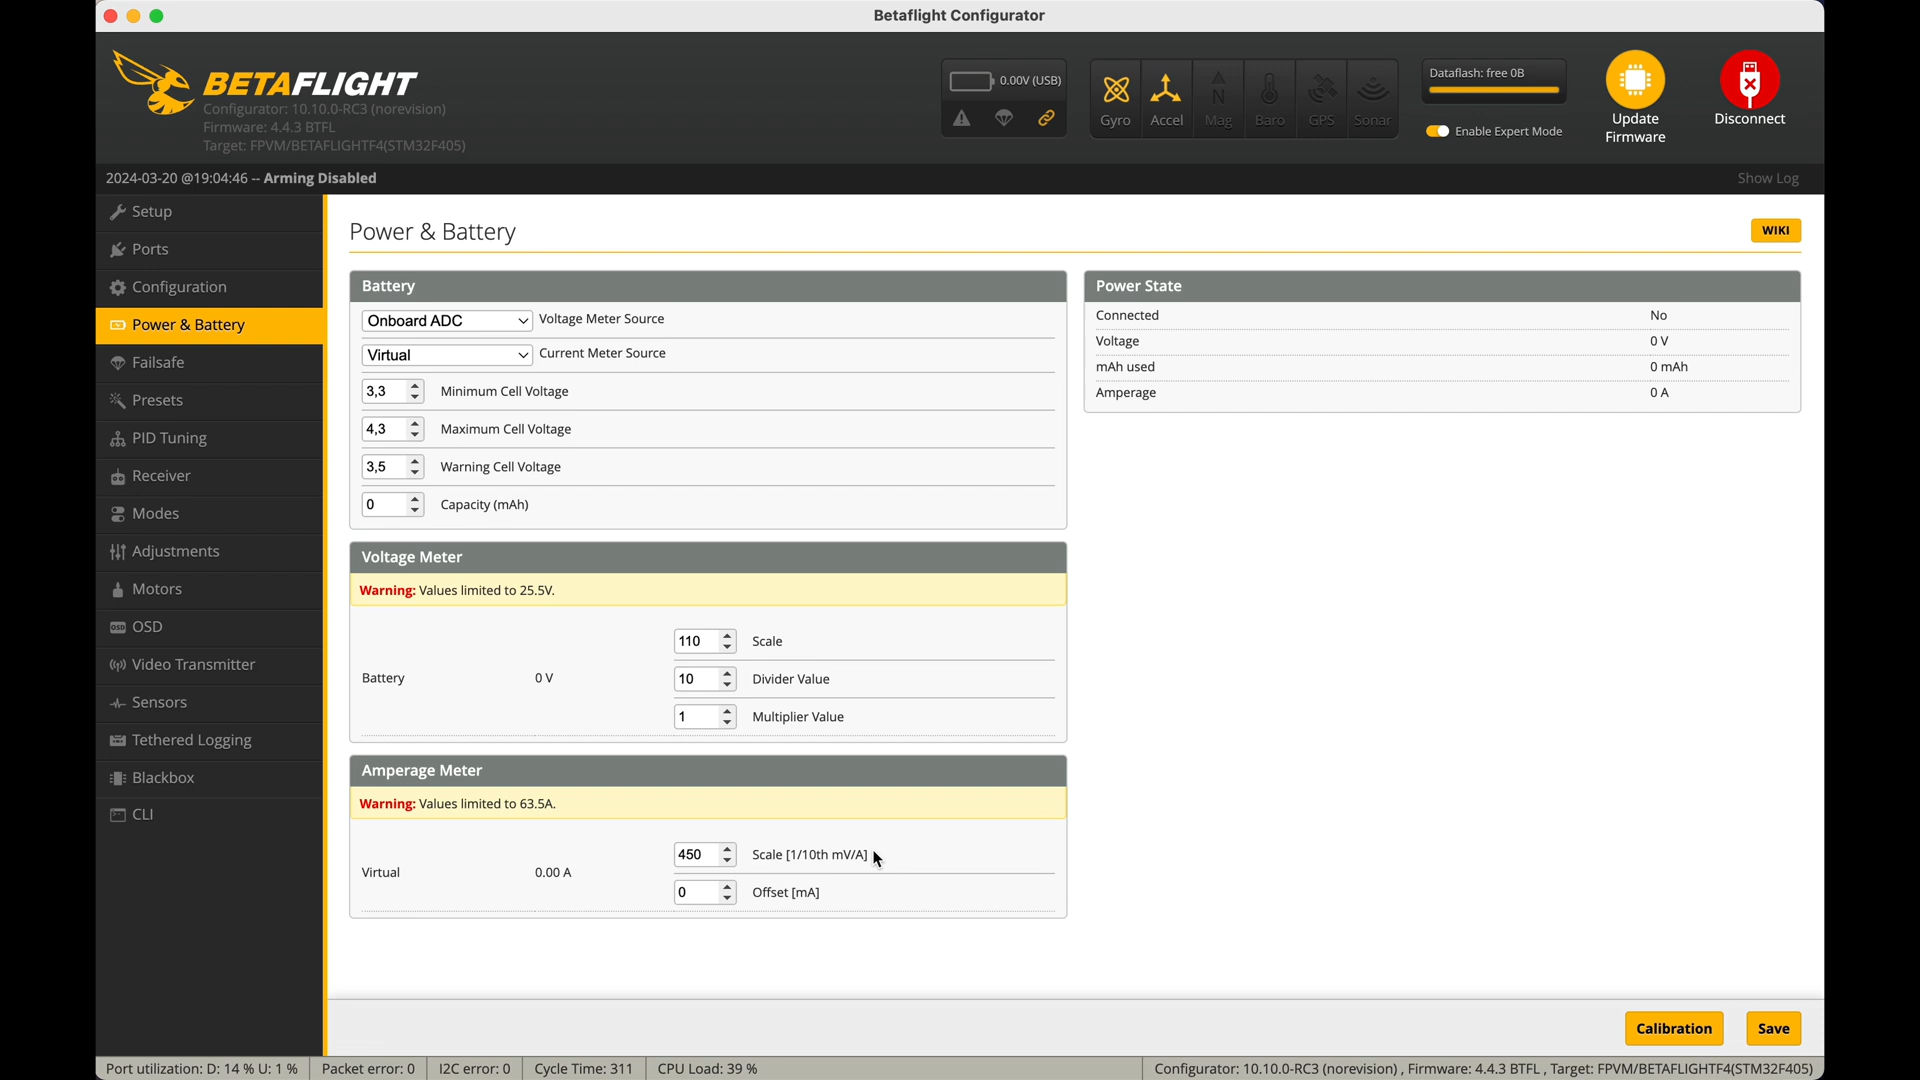 Betaflight Configurator
BETAFLIGHT
Configurator: 10.10.0-RC3 (norevision)
Firmware: 4.4.3 BTFL
Target: FPVM/BETAFLIGHTF4(STM32F405)
0.00V (USB)
Gyro Accel Mag Baro GPS Sonar
Dataflash: free 0B
Enable Expert Mode
Update
Firmware
Disconnect
2024-03-20 @19:04:46 -- Arming Disabled
Show Log
Setup
Ports
Configuration
Power & Battery
Failsafe
Presets
PID Tuning
Receiver
Modes
Adjustments
Motors
OSD OSD
Video Transmitter
Sensors
Tethered Logging
Blackbox
CLI
Power & Battery
WIKI
Battery
Onboard ADC Voltage Meter Source
Virtual Current Meter Source
3,3 Minimum Cell Voltage
4,3 Maximum Cell Voltage
3,5 Warning Cell Voltage
0 Capacity (mAh)
Power State
Connected No
Voltage 0 V
mAh used 0 mAh
Amperage 0 A
Voltage Meter
Warning: Values limited to 25.5V.
110 Scale
Battery 0 V 10 Divider Value
1 Multiplier Value
Amperage Meter
Warning: Values limited to 63.5A.
450 Scale [1/10th mV/A]
Virtual 0.00 A
0 Offset [mA]
Calibration Save
Port utilization: D: 14 % U: 1 % Packet error: 0 I2C error: 0 Cycle Time: 311 CPU Load: 39 % Configurator: 10.10.0-RC3 (norevision) , Firmware: 4.4.3 BTFL , Target: FPVM/BETAFLIGHTF4(STM32F405)